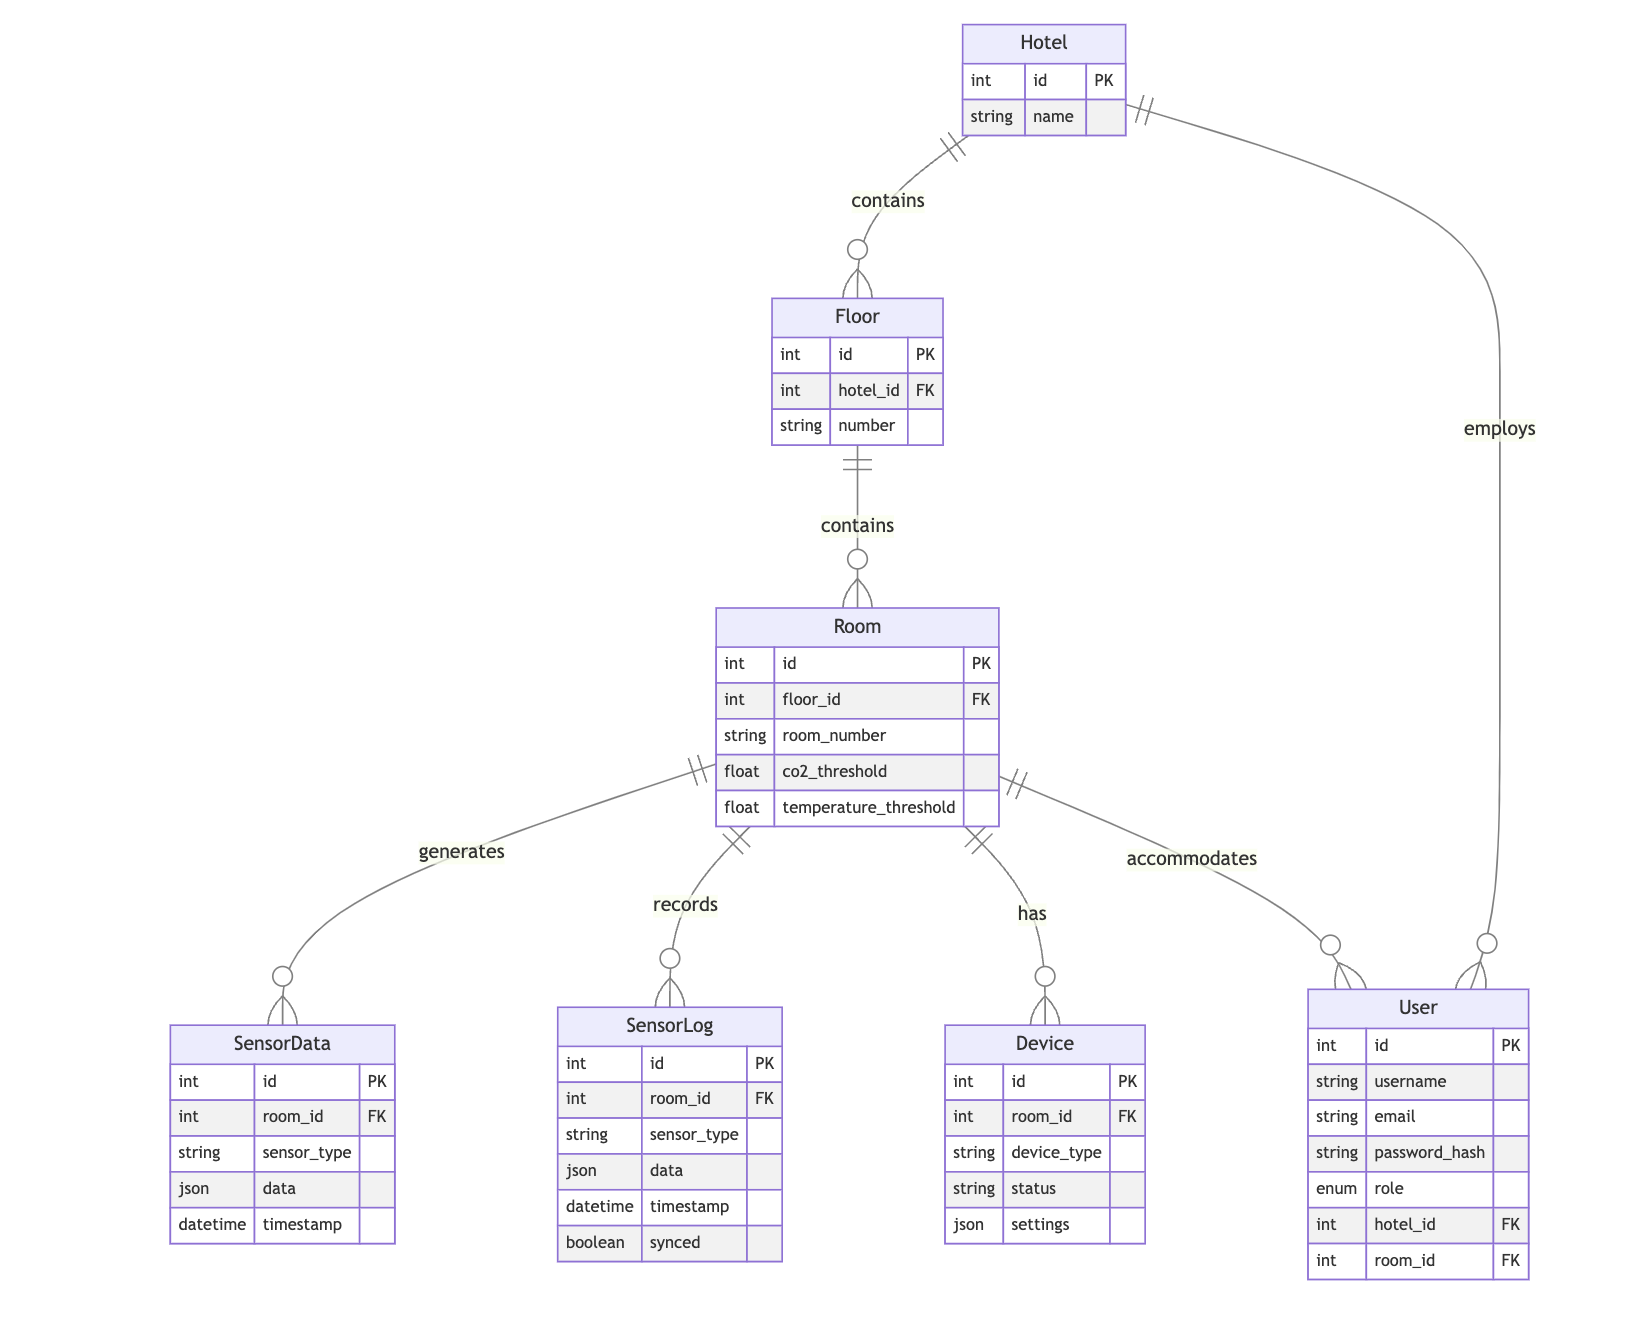 Hotel
int id PK
string name
contains
Floor
int id PK
int hotel_id FK
string number
employs
contains
Room
int id PK
int floor_id FK
string room_number
float co2_threshold
float temperature_threshold
generates
records
has
accommodates
SensorData
int id PK
int room_id FK
string sensor_type
json data
datetime timestamp
SensorLog
int id PK
int room_id FK
string sensor_type
json data
datetime timestamp
boolean synced
Device
int id PK
int room_id FK
string device_type
string status
json settings
User
int id PK
string username
string email
string password_hash
enum role
int hotel_id FK
int room_id FK